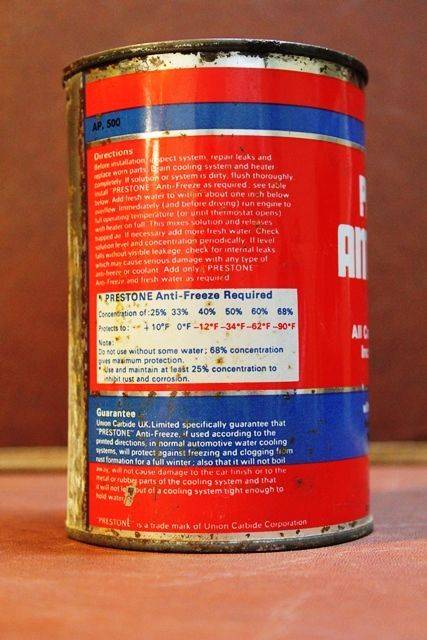 AP. 500
Directions
Before installation, inspect system, repair leaks and
replace worn parts. Drain cooling system and heater
completely. If solution or system is dirty, flush thoroughly.
Install "PRESTONE" Anti-Freeze as required; see table
below. Add fresh water to within about one inch below
overflow. Immediately (and before driving) run engine to
full operating temperature (or until thermostat opens)
with heater on full. This mixes solution and releases
trapped air. If necessary add more fresh water. Check
solution level and concentration periodically. If level
falls without visible leakage, check for internal leaks
which may cause serious damage with any type of
anti-freeze or coolant. Add only "PRESTONE"
Anti-Freeze and fresh water as required.
PRESTONE Anti-Freeze Required
Concentration of: 25% 33% 40% 50% 60% 68%
Protects to: +10°F 0°F −12°F −34°F −62°F −90°F
Note:
Do not use without some water; 68% concentration
gives maximum protection.
* Use and maintain at least 25% concentration to
inhibit rust and corrosion.
Guarantee
Union Carbide U.K. Limited specifically guarantee that
"PRESTONE" Anti-Freeze, if used according to the
printed directions, in normal automotive water cooling
systems, will protect against freezing and clogging from
rust formation for a full winter; also that it will not boil
away, will not cause damage to the car finish or to the
metal or rubber parts of the cooling system and that
it will not leak out of a cooling system tight enough to
hold water.
"PRESTONE" is a trade mark of Union Carbide Corporation
AN
All